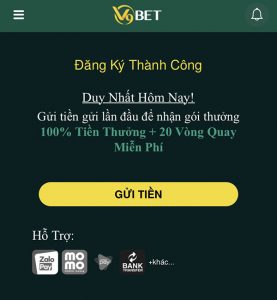 V9BET
Đăng Ký Thành Công
Duy Nhất Hôm Nay!
Gửi tiền gửi lần đầu để nhận gói thưởng
100% Tiền Thưởng + 20 Vòng Quay
Miễn Phí
GỬI TIỀN
Hỗ Trợ:
Zalo Pay momo Pay BANK TRANSFER +khác...